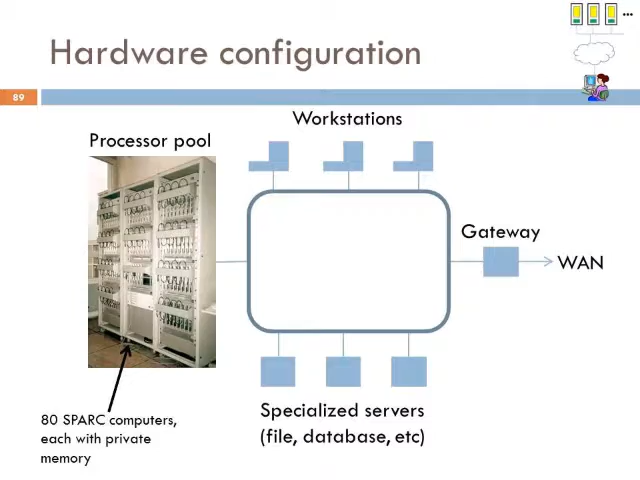 Hardware configuration
89
Workstations
Processor pool
Gateway
WAN
Specialized servers
(file, database, etc)
80 SPARC computers,
each with private
memory